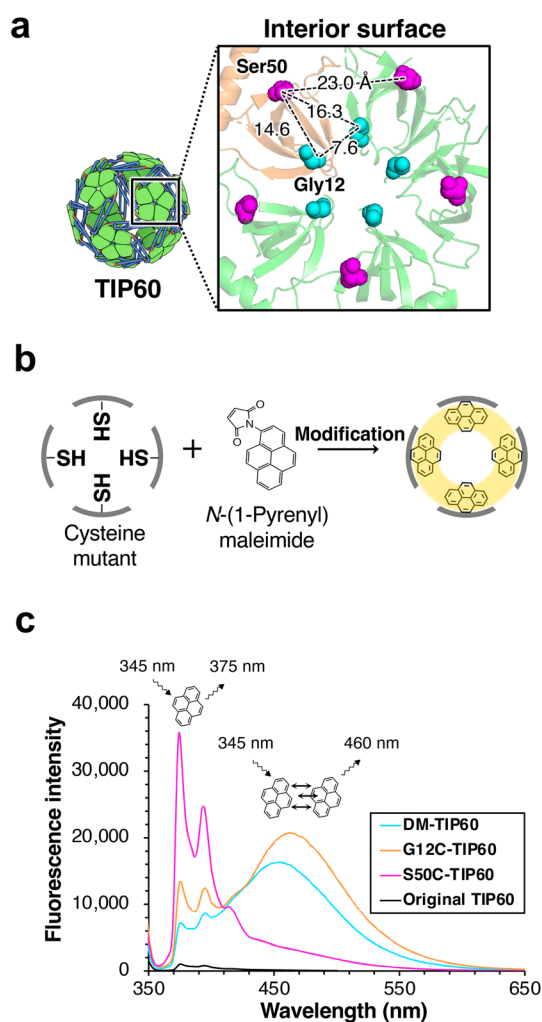 a
Interior surface
Ser50
23.0 Å
16.3
14.6
7.6
Gly12
TIP60
b
SH
SH
HS
SH
Cysteine
mutant
+
O
N
O
N-(1-Pyrenyl)
maleimide
Modification
c
345 nm
375 nm
345 nm
460 nm
Fluorescence intensity
40,000
30,000
20,000
10,000
0
DM-TIP60
G12C-TIP60
S50C-TIP60
Original TIP60
350
450
550
650
Wavelength (nm)